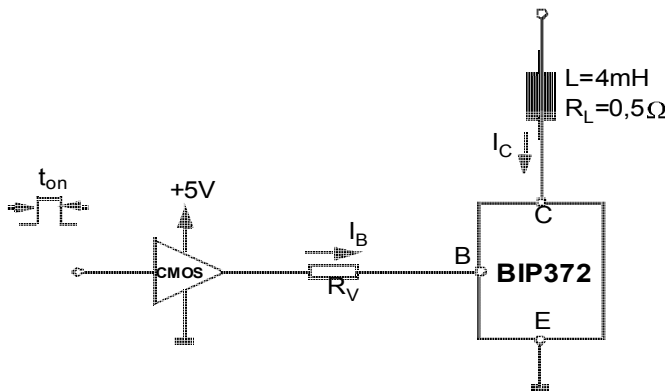 L=4mH
R_L=0,5Ω
I_C
t_on
+5V
I_B
CMOS
R_V
C
B
BIP372
E